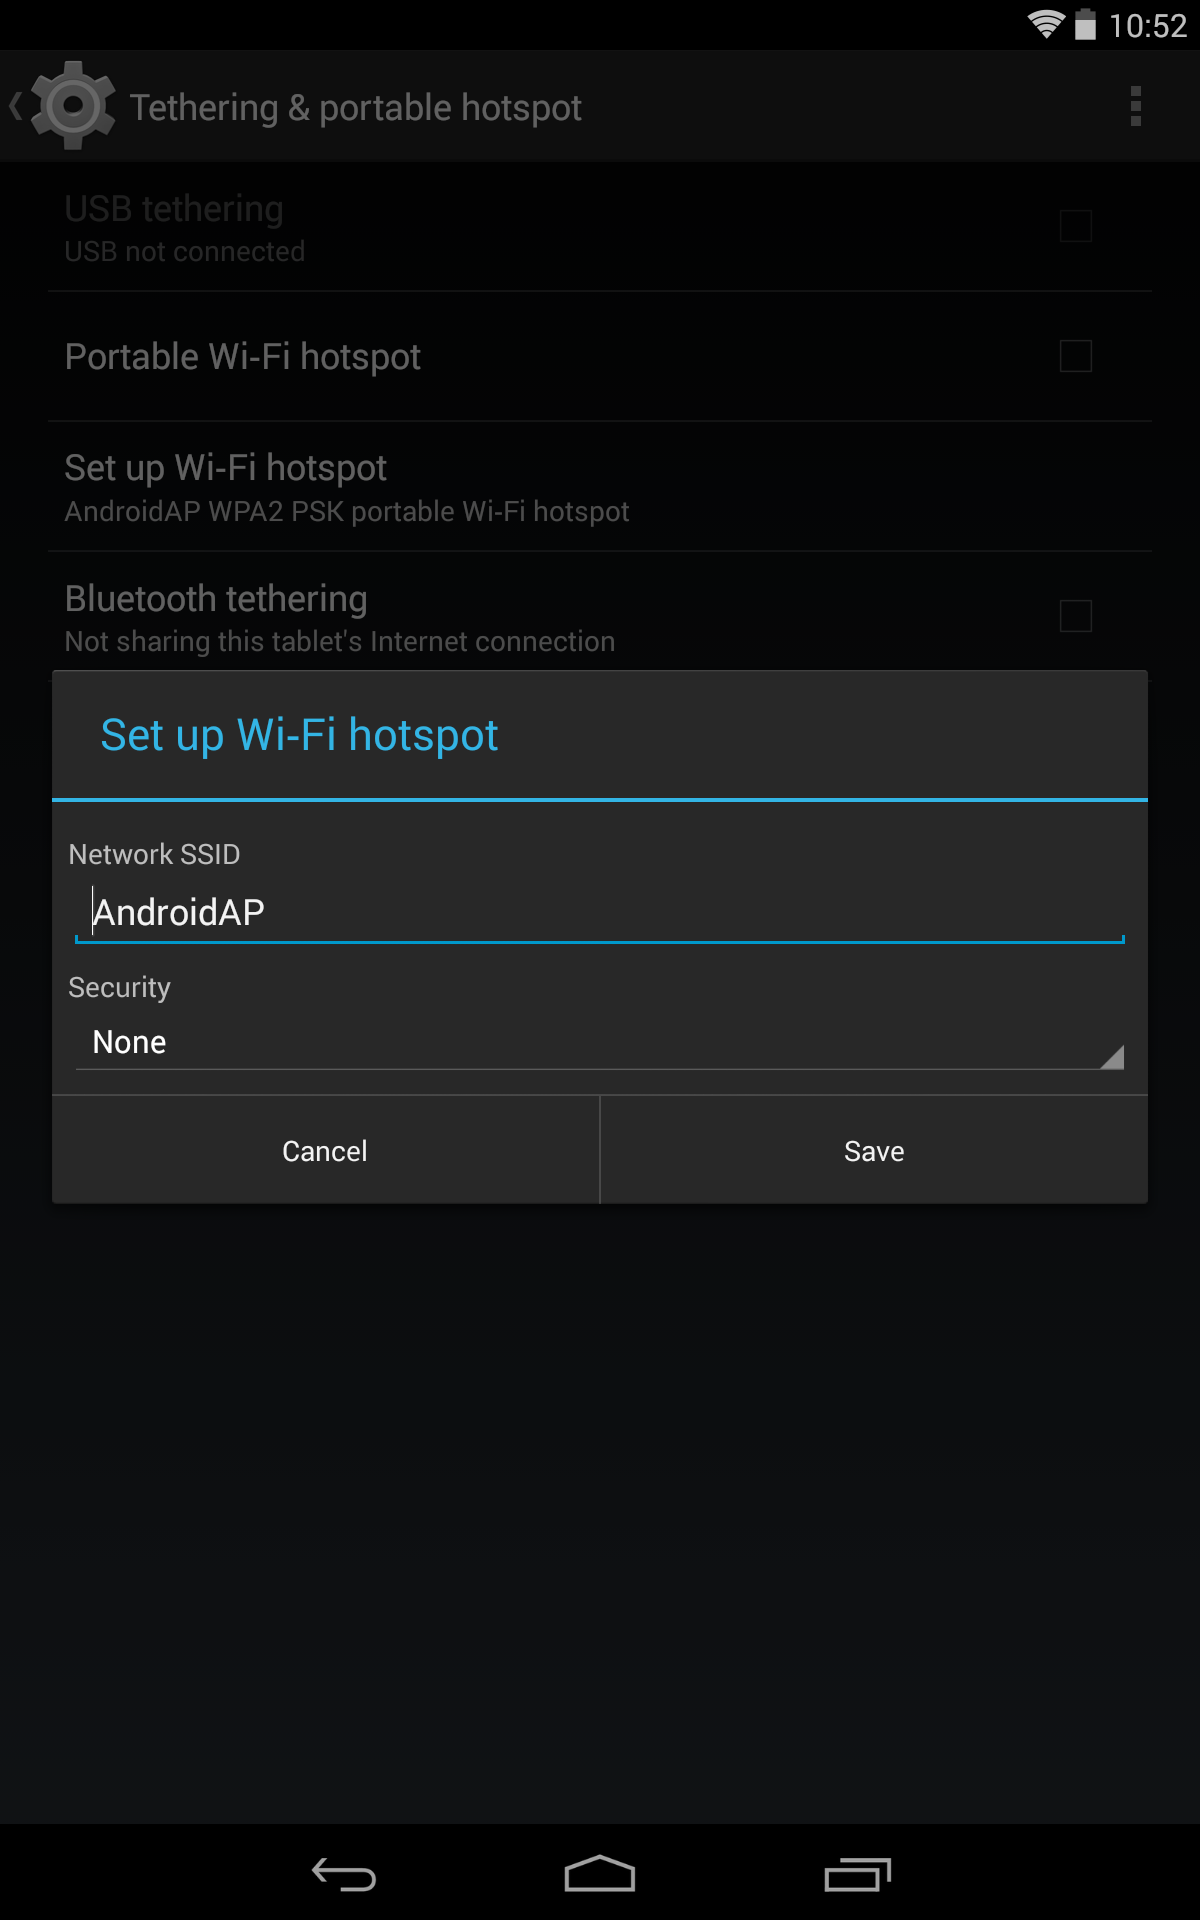 10:52
Tethering & portable hotspot
USB tethering
USB not connected
Portable Wi-Fi hotspot
Set up Wi-Fi hotspot
AndroidAP WPA2 PSK portable Wi-Fi hotspot
Bluetooth tethering
Not sharing this tablet's Internet connection
Set up Wi-Fi hotspot
Network SSID
AndroidAP
Security
None
Cancel
Save